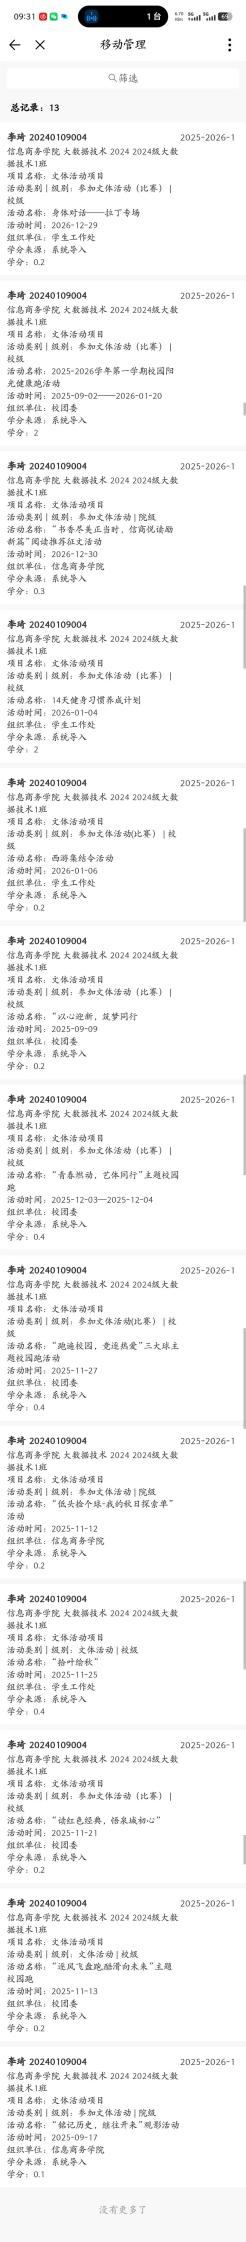 09:31
1 台
移动管理
筛选
总记录：13
李琦 20240109004 2025-2026-1
信息商务学院 大数据技术 2024 2024级大数
据技术1班
项目名称：文体活动项目
活动类别 | 级别：参加文体活动（比赛） |
校级
活动名称：身体对话——拉丁专场
活动时间：2026-12-29
组织单位：学生工作处
学分来源：系统导入
学分：0.2
李琦 20240109004 2025-2026-1
信息商务学院 大数据技术 2024 2024级大数
据技术1班
项目名称：文体活动项目
活动类别 | 级别：参加文体活动（比赛） |
校级
活动名称：2025-2026学年第一学期校园阳
光健康跑活动
活动时间：2025-09-02——2026-01-20
组织单位：校团委
学分来源：系统导入
学分：2
李琦 20240109004 2025-2026-1
信息商务学院 大数据技术 2024 2024级大数
据技术1班
项目名称：文体活动项目
活动类别 | 级别：参加文体活动 | 院级
活动名称：“书香尽美正当时，信商悦读励
新篇”阅读推荐征文活动
活动时间：2026-12-30
组织单位：信息商务学院
学分来源：系统导入
学分：0.3
李琦 20240109004 2025-2026-1
信息商务学院 大数据技术 2024 2024级大数
据技术1班
项目名称：文体活动项目
活动类别 | 级别：参加文体活动（比赛） |
校级
活动名称：14天健身习惯养成计划
活动时间：2026-01-04
组织单位：学生工作处
学分来源：系统导入
学分：2
李琦 20240109004 2025-2026-1
信息商务学院 大数据技术 2024 2024级大数
据技术1班
项目名称：文体活动项目
活动类别 | 级别：参加文体活动(比赛） | 校
级
活动名称：西游集结令活动
活动时间：2026-01-06
组织单位：学生工作处
学分来源：系统导入
学分：0.2
李琦 20240109004 2025-2026-1
信息商务学院 大数据技术 2024 2024级大数
据技术1班
项目名称：文体活动项目
活动类别 | 级别：参加文体活动（比赛） |
校级
活动名称：“以心迎新，筑梦同行
活动时间：2025-09-09
组织单位：校团委
学分来源：系统导入
学分：0.2
李琦 20240109004 2025-2026-1
信息商务学院 大数据技术 2024 2024级大数
据技术1班
项目名称：文体活动项目
活动类别 | 级别：参加文体活动（比赛） |
校级
活动名称：“青春燃动，艺体同行”主题校园
跑
活动时间：2025-12-03—2025-12-04
组织单位：校团委
学分来源：系统导入
学分：0.4
李琦 20240109004 2025-2026-1
信息商务学院 大数据技术 2024 2024级大数
据技术1班
项目名称：文体活动项目
活动类别 | 级别：参加文体活动(比赛） | 校
级
活动名称：“跑遍校园，竞逐热爱”三大球主
题校园跑活动
活动时间：2025-11-27
组织单位：校团委
学分来源：系统导入
学分：0.4
李琦 20240109004 2025-2026-1
信息商务学院 大数据技术 2024 2024级大数
据技术1班
项目名称：文体活动项目
活动类别 | 级别：参加文体活动 | 院级
活动名称：“低头捡个球-我的秋日探索单”
活动
活动时间：2025-11-12
组织单位：信息商务学院
学分来源：系统导入
学分：0.2
李琦 20240109004 2025-2026-1
信息商务学院 大数据技术 2024 2024级大数
据技术1班
项目名称：文体活动项目
活动类别 | 级别：文体活动 | 校级
活动名称：“拾叶绘秋”
活动时间：2025-11-25
组织单位：学生工作处
学分来源：系统导入
学分：0.4
李琦 20240109004 2025-2026-1
信息商务学院 大数据技术 2024 2024级大数
据技术1班
项目名称：文体活动项目
活动类别 | 级别：参加文体活动（比赛） |
校级
活动名称：“读红色经典，悟泉城初心”
活动时间：2025-11-21
组织单位：校团委
学分来源：系统导入
学分：0.2
李琦 20240109004 2025-2026-1
信息商务学院 大数据技术 2024 2024级大数
据技术1班
项目名称：文体活动项目
活动类别 | 级别：文体活动 | 校级
活动名称：“逐风飞盘跑,酷滑向未来”主题
校园跑
活动时间：2025-11-13
组织单位：校团委
学分来源：系统导入
学分：0.2
李琦 20240109004 2025-2026-1
信息商务学院 大数据技术 2024 2024级大数
据技术1班
项目名称：文体活动项目
活动类别 | 级别：参加文体活动 | 院级
活动名称：“铭记历史，继往开来”观影活动
活动时间：2025-09-17
组织单位：信息商务学院
学分来源：系统导入
学分：0.1
没有更多了